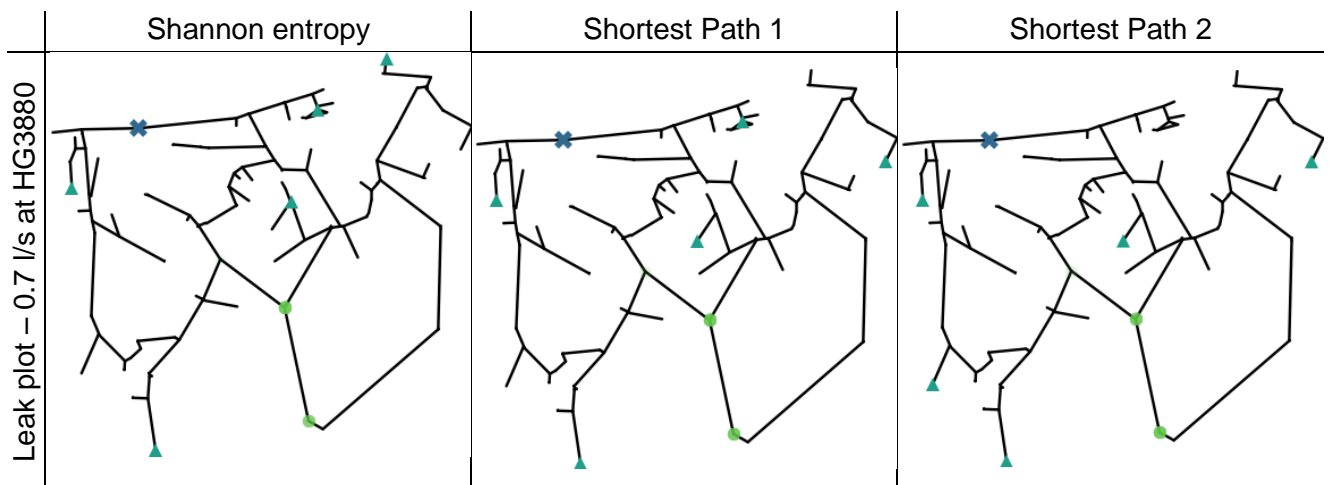 Shannon entropy
Shortest Path 1
Shortest Path 2
Leak plot – 0.7 l/s at HG3880